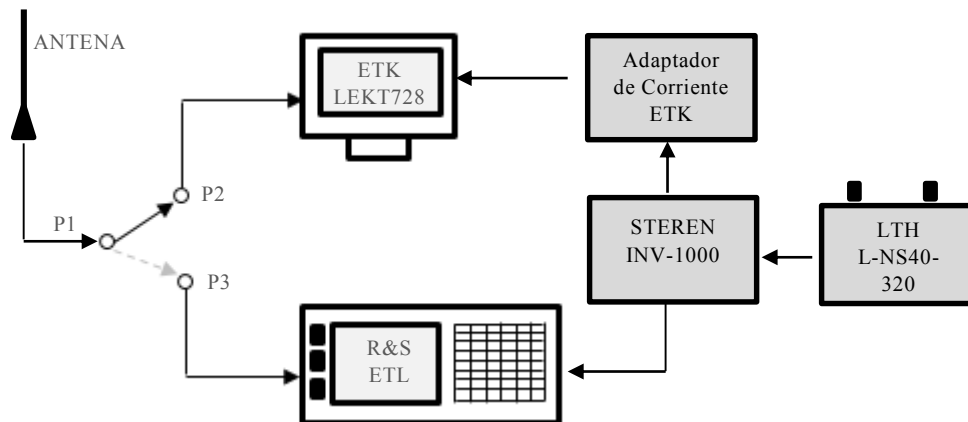 ANTENA
ETK
LEKT728
Adaptador
de Corriente
ETK
P1
P2
P3
STEREN
INV-1000
LTH
L-NS40-
320
R&S
ETL